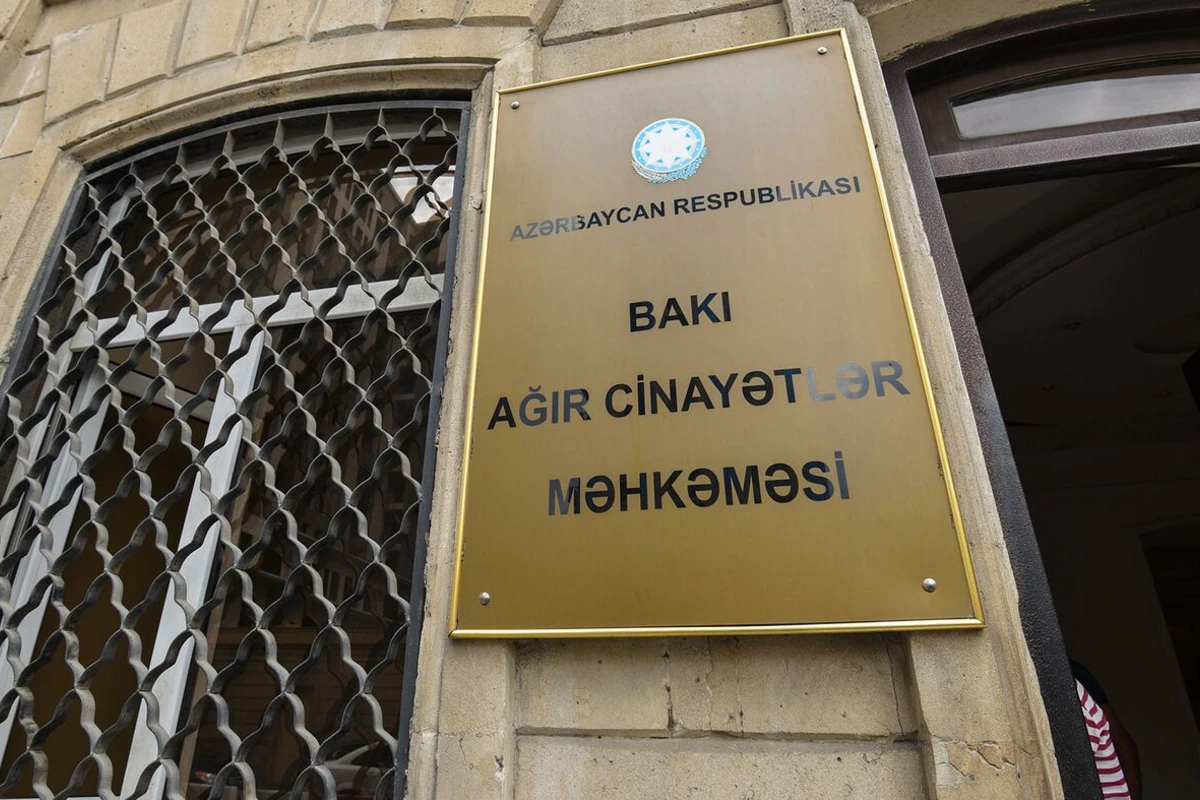 AZƏRBAYCAN RESPUBLİKASI
BAKI
AĞIR CİNAYƏTLƏR
MƏHKƏMƏSİ